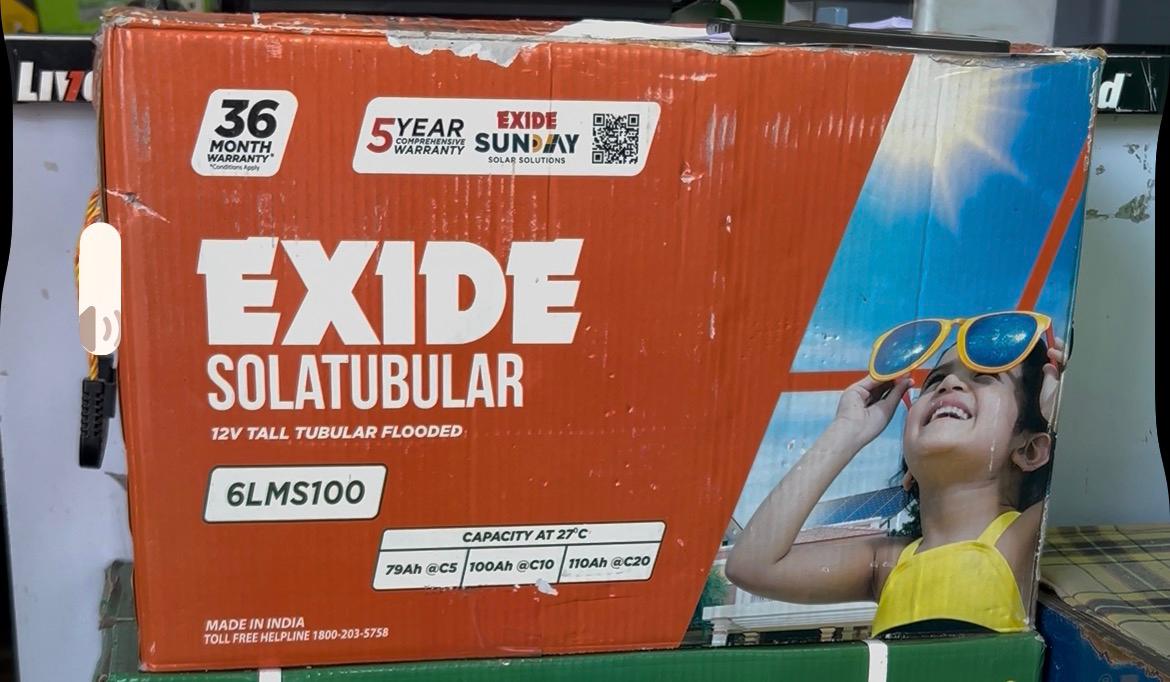 36
MONTH
WARRANTY*
*Conditions Apply
5 YEAR
COMPREHENSIVE
WARRANTY
EXIDE
SUNDAY
SOLAR SOLUTIONS
EXIDE
SOLATUBULAR
12V TALL TUBULAR FLOODED
6LMS100
CAPACITY AT 27°C
79Ah @C5 100Ah @C10 110Ah @C20
MADE IN INDIA
TOLL FREE HELPLINE 1800-203-5758